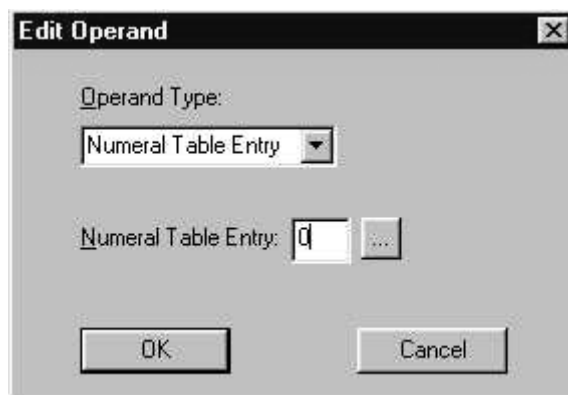 Edit Operand
Operand Type:
Numeral Table Entry
Numeral Table Entry: 0 ...
OK Cancel